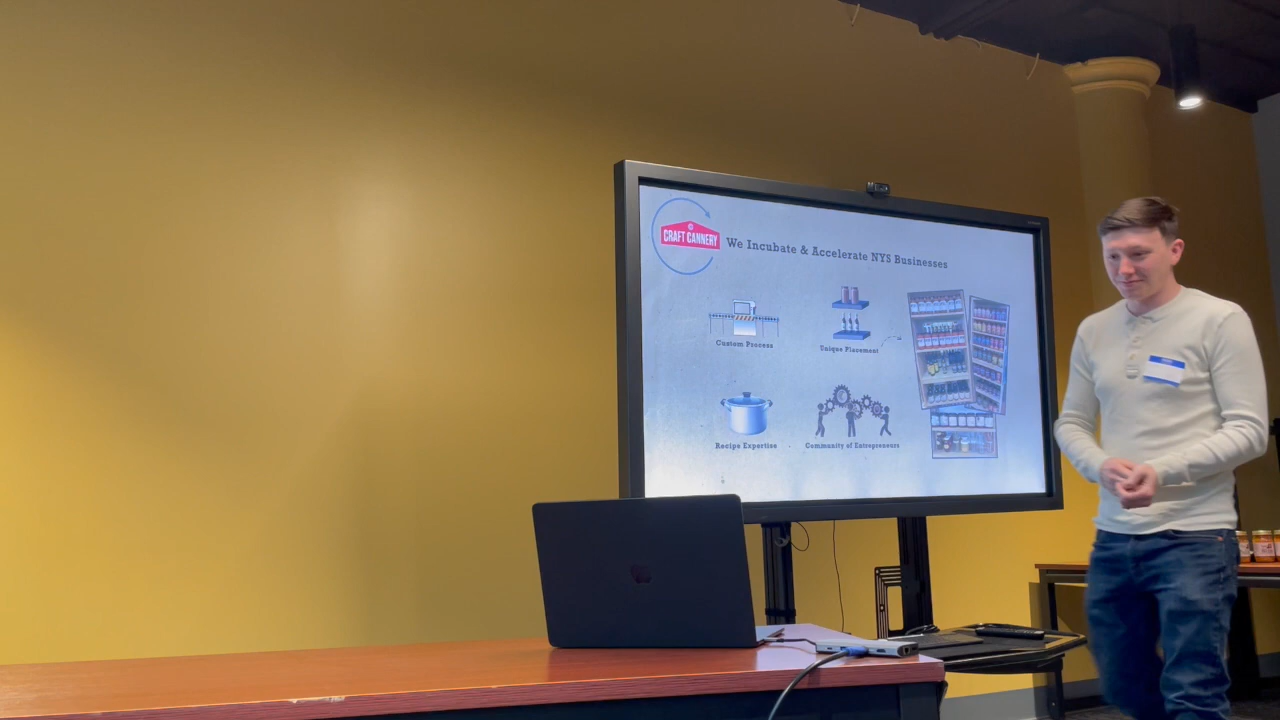 CRAFT CANNERY
We Incubate & Accelerate NYS Businesses
Custom Process
Unique Placement
Recipe Expertise
Community of Entrepreneurs